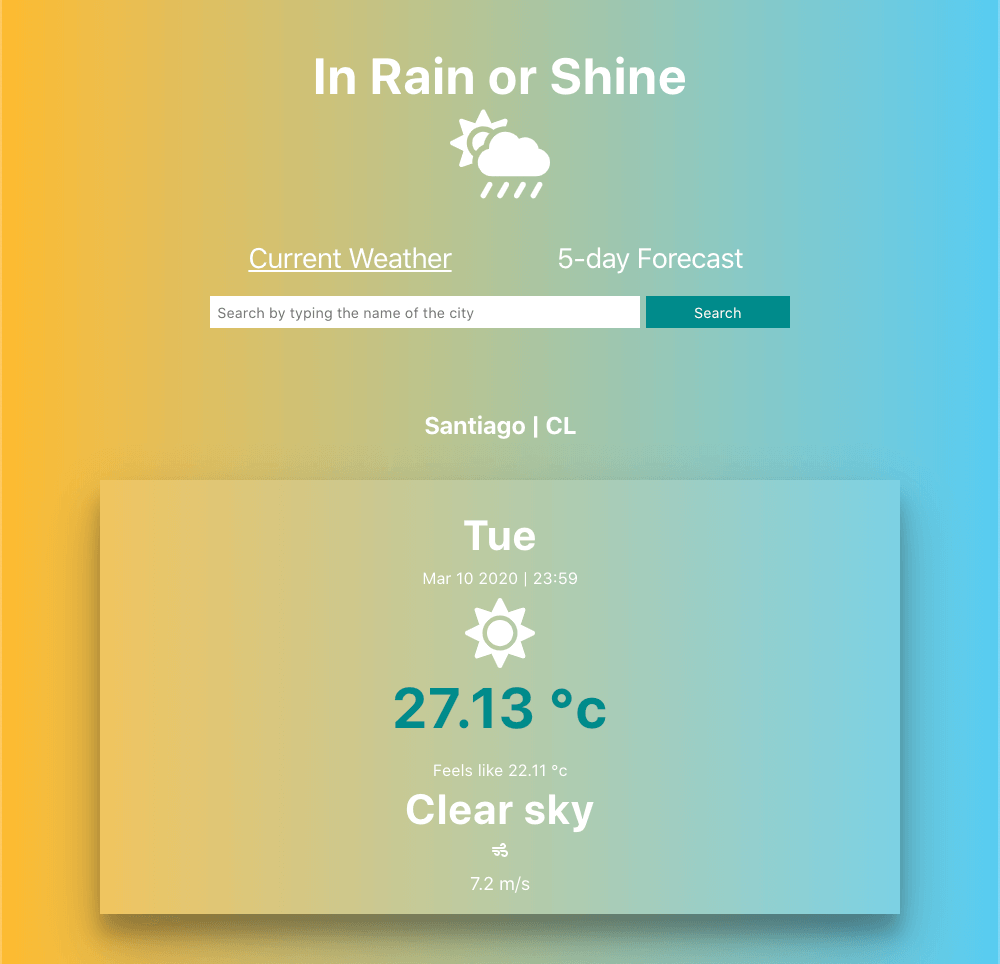 In Rain or Shine
Current Weather 5-day Forecast
Search by typing the name of the city Search
Santiago | CL
Tue
Mar 10 2020 | 23:59
27.13 °c
Feels like 22.11 °c
Clear sky
7.2 m/s